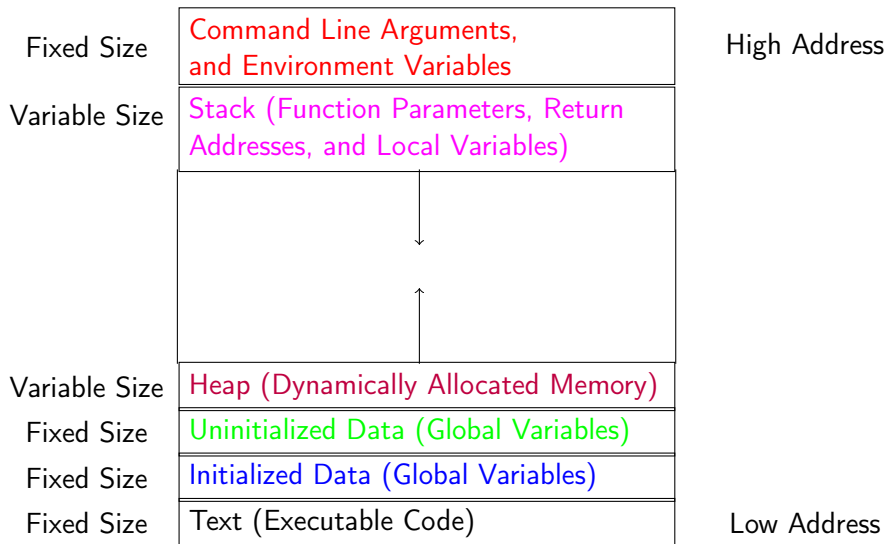 Fixed Size
Command Line Arguments,
and Environment Variables
High Address
Variable Size
Stack (Function Parameters, Return
Addresses, and Local Variables)
Variable Size
Heap (Dynamically Allocated Memory)
Fixed Size
Uninitialized Data (Global Variables)
Fixed Size
Initialized Data (Global Variables)
Fixed Size
Text (Executable Code)
Low Address